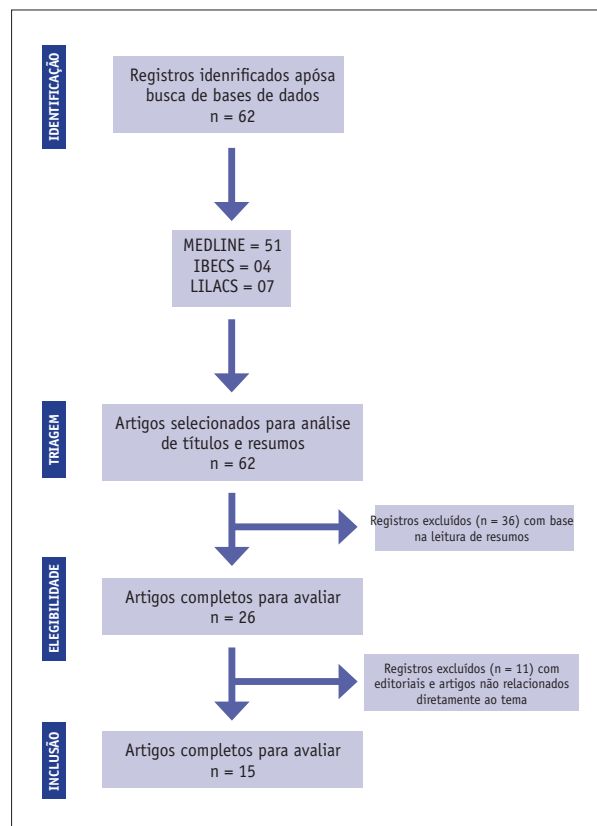 IDENTIFICAÇÃO
Registros idenrificados apósa
busca de bases de dados
n = 62
MEDLINE = 51
IBECS = 04
LILACS = 07
TRIAGEM
Artigos selecionados para análise
de títulos e resumos
n = 62
Registros excluídos (n = 36) com base
na leitura de resumos
ELEGIBILIDADE
Artigos completos para avaliar
n = 26
Registros excluídos (n = 11) com
editoriais e artigos não relacionados
diretamente ao tema
INCLUSÃO
Artigos completos para avaliar
n = 15